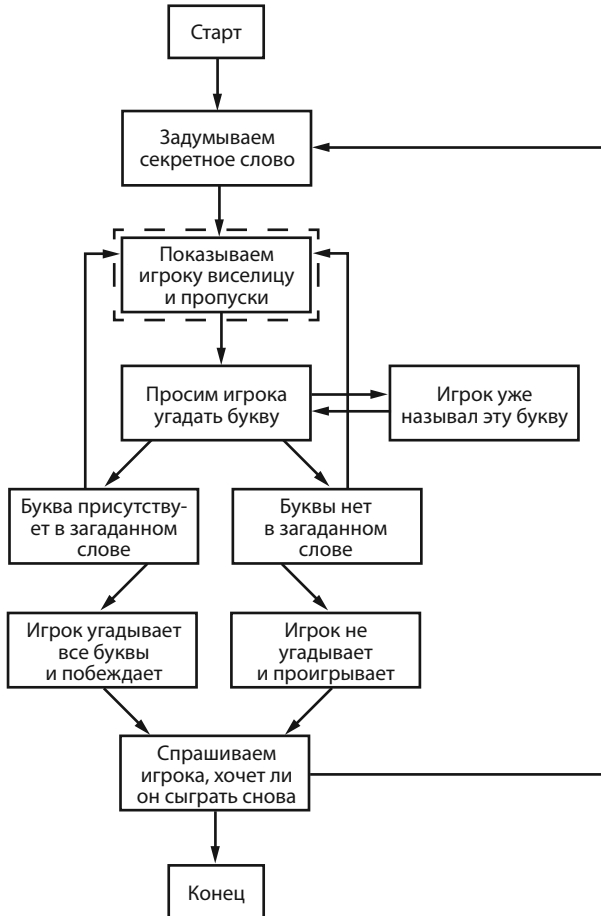 Старт
Задумываем
секретное слово
Показываем
игроку виселицу
и пропуски
Просим игрока
угадать букву
Игрок уже
называл эту букву
Буква присутству-
ет в загаданном
слове
Буквы нет
в загаданном
слове
Игрок угадывает
все буквы
и побеждает
Игрок не
угадывает
и проигрывает
Спрашиваем
игрока, хочет ли
он сыграть снова
Конец